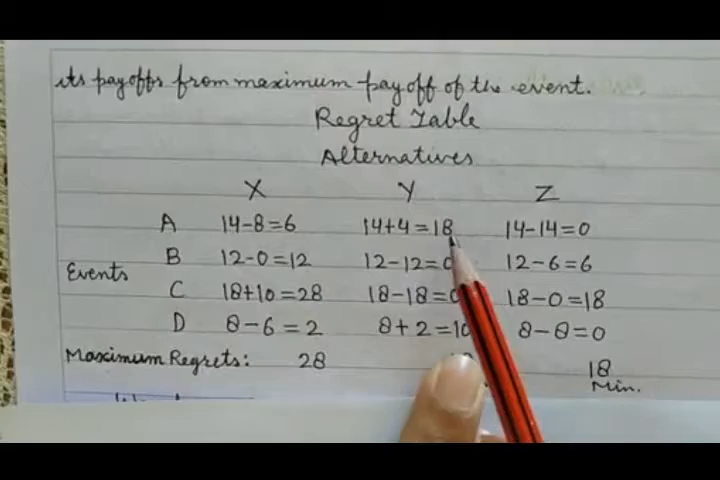 its payoffs from maximum payoff of the event.
Regret Table
Alternatives
X Y Z
A 14-8=6 14+4=18 14-14=0
B 12-0=12 12-12=0 12-6=6
Events
C 18+10=28 18-18=0 18-0=18
D 8-6=2 8+2=10 8-8=0
Maximum Regrets: 28 18
Min.